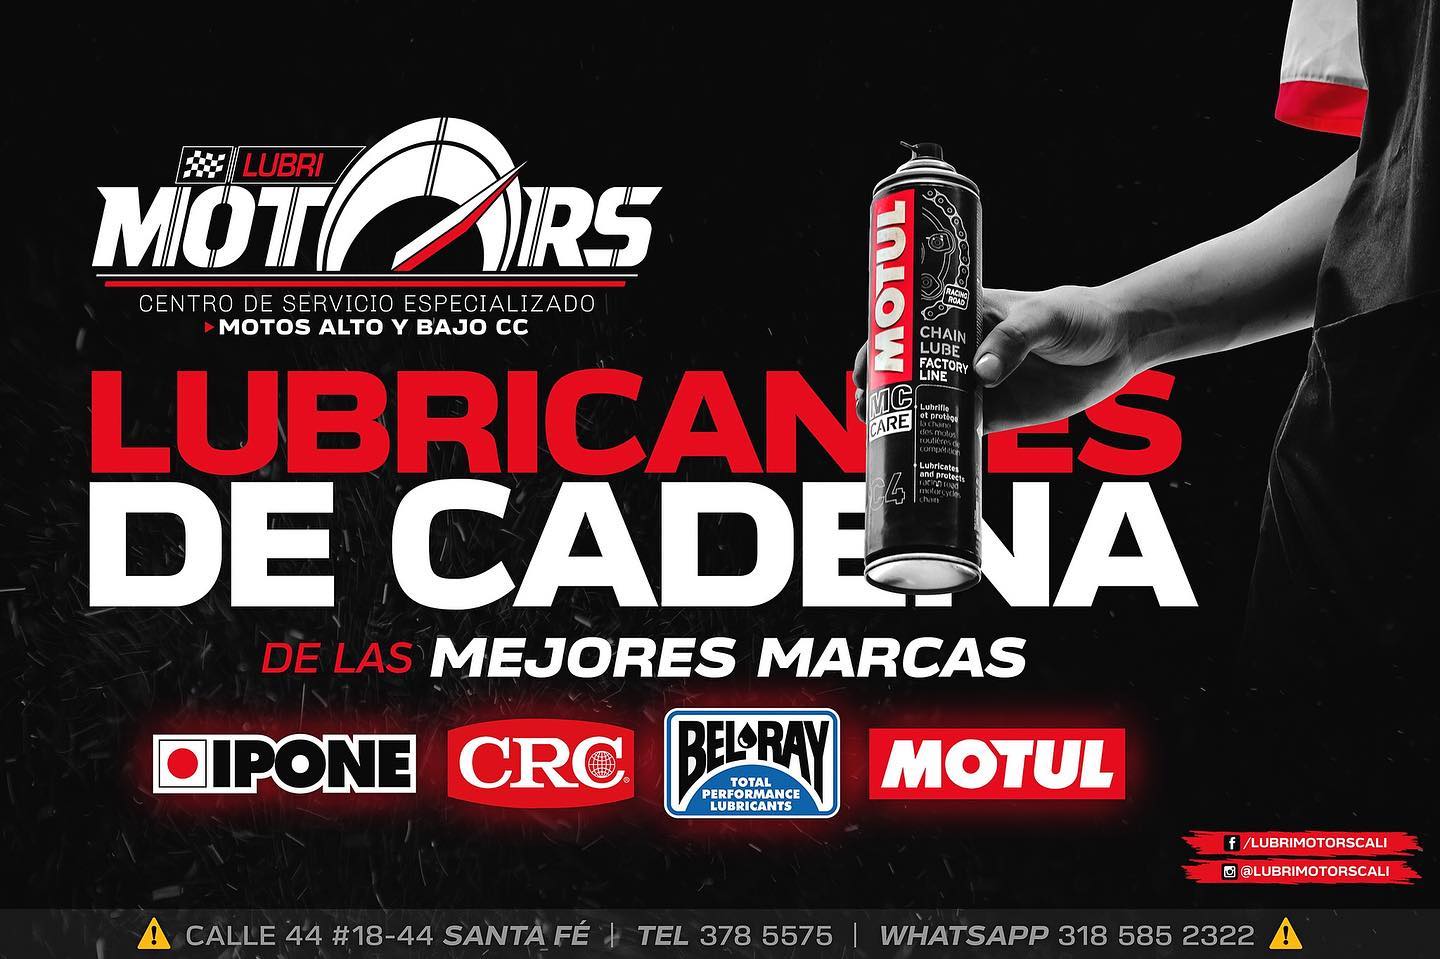 LUBRI
MOTORS
CENTRO DE SERVICIO ESPECIALIZADO
MOTOS ALTO Y BAJO CC
MOTUL
RACING
ROAD
CHAIN
LUBE
FACTORY
LINE
MC
CARE
Lubrifie
et protège
la chaîne
des motos
routières de
compétition
Lubricates
and protects
racing road
motorcycles
chain
C4
LUBRICANTES
DE CADENA
DE LAS MEJORES MARCAS
IPONE
CRC
BEL-RAY
TOTAL
PERFORMANCE
LUBRICANTS
MOTUL
/LUBRIMOTORSCALI
@LUBRIMOTORSCALI
CALLE 44 #18-44 SANTA FÉ | TEL 378 5575 | WHATSAPP 318 585 2322